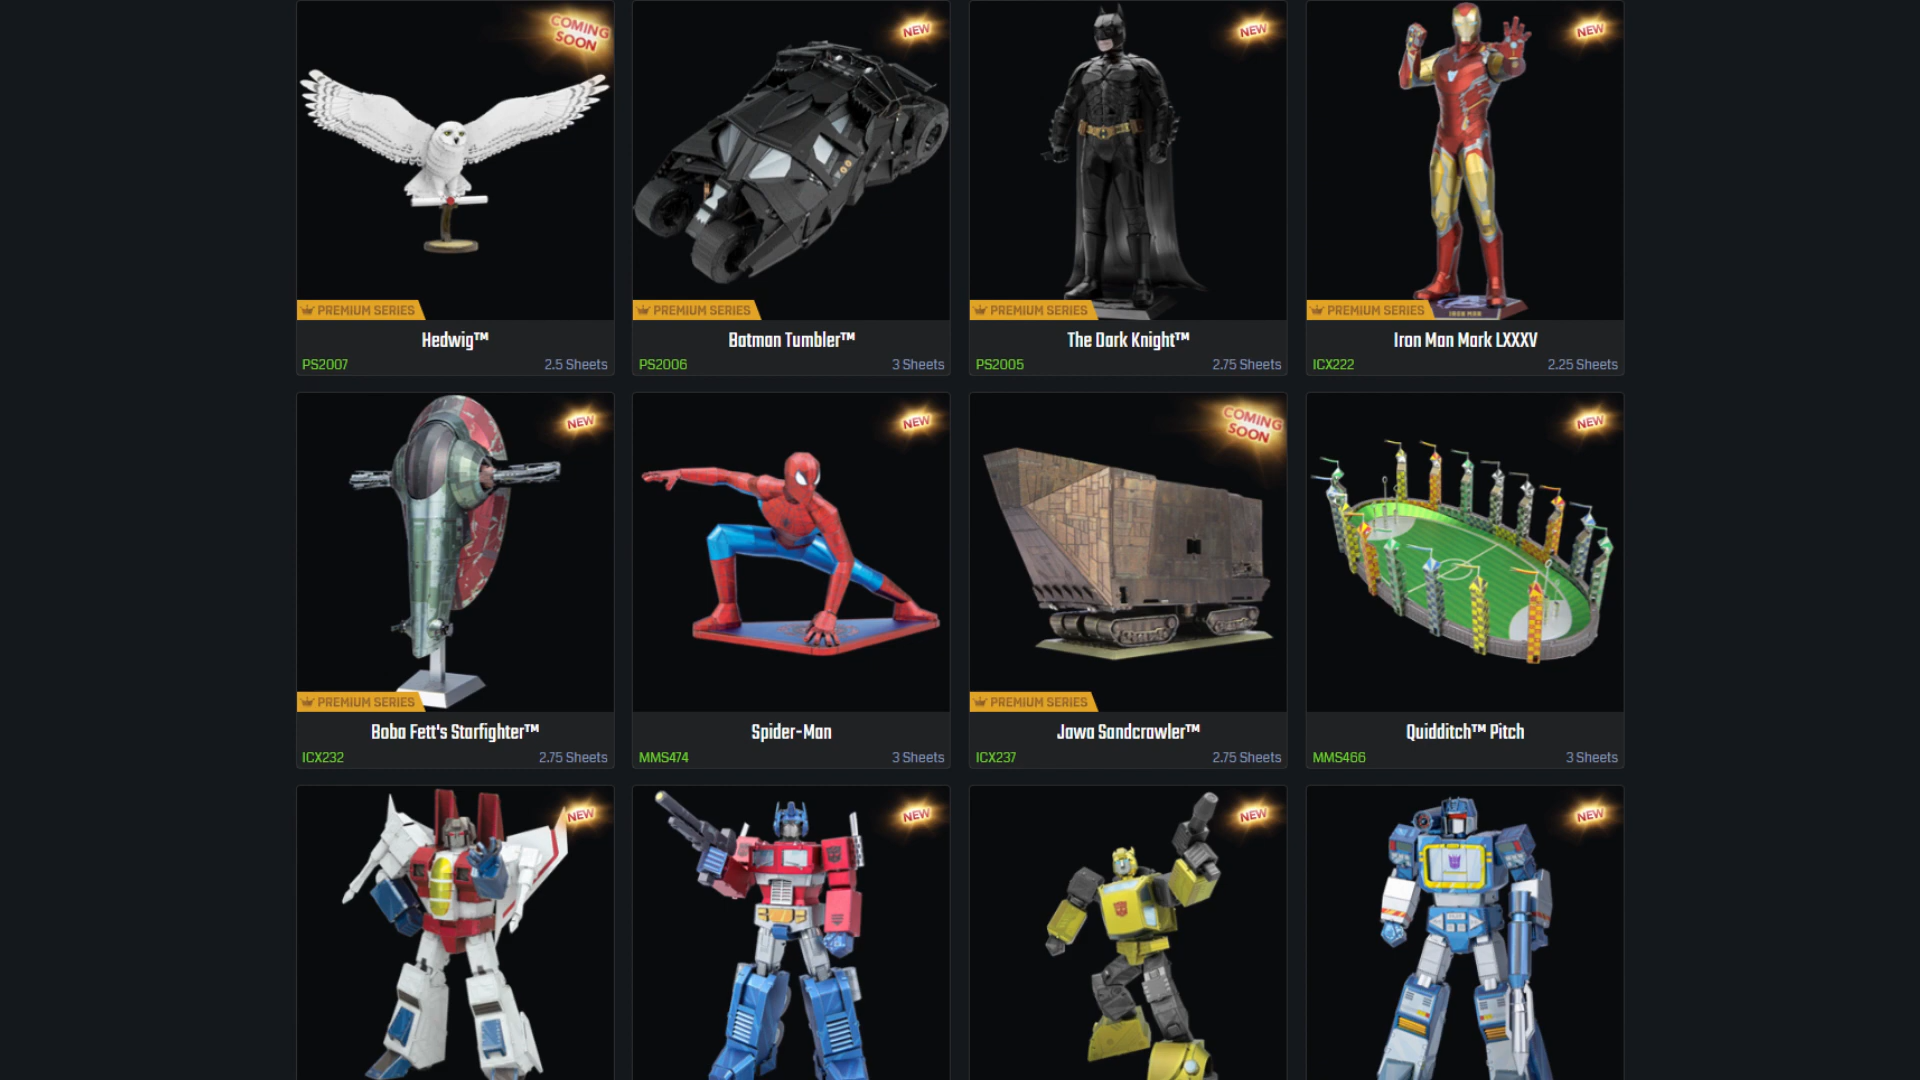 COMING
SOON
PREMIUM SERIES
Hedwig™
PS2007 2.5 Sheets
NEW
PREMIUM SERIES
Batman Tumbler™
PS2006 3 Sheets
NEW
PREMIUM SERIES
The Dark Knight™
PS2005 2.75 Sheets
NEW
IRON MAN
PREMIUM SERIES
Iron Man Mark LXXXV
ICX222 2.25 Sheets
NEW
PREMIUM SERIES
Boba Fett's Starfighter™
ICX232 2.75 Sheets
NEW
Spider-Man
MMS474 3 Sheets
COMING
SOON
PREMIUM SERIES
Jawa Sandcrawler™
ICX237 2.75 Sheets
NEW
Quidditch™ Pitch
MMS466 3 Sheets
NEW
NEW
NEW
NEW